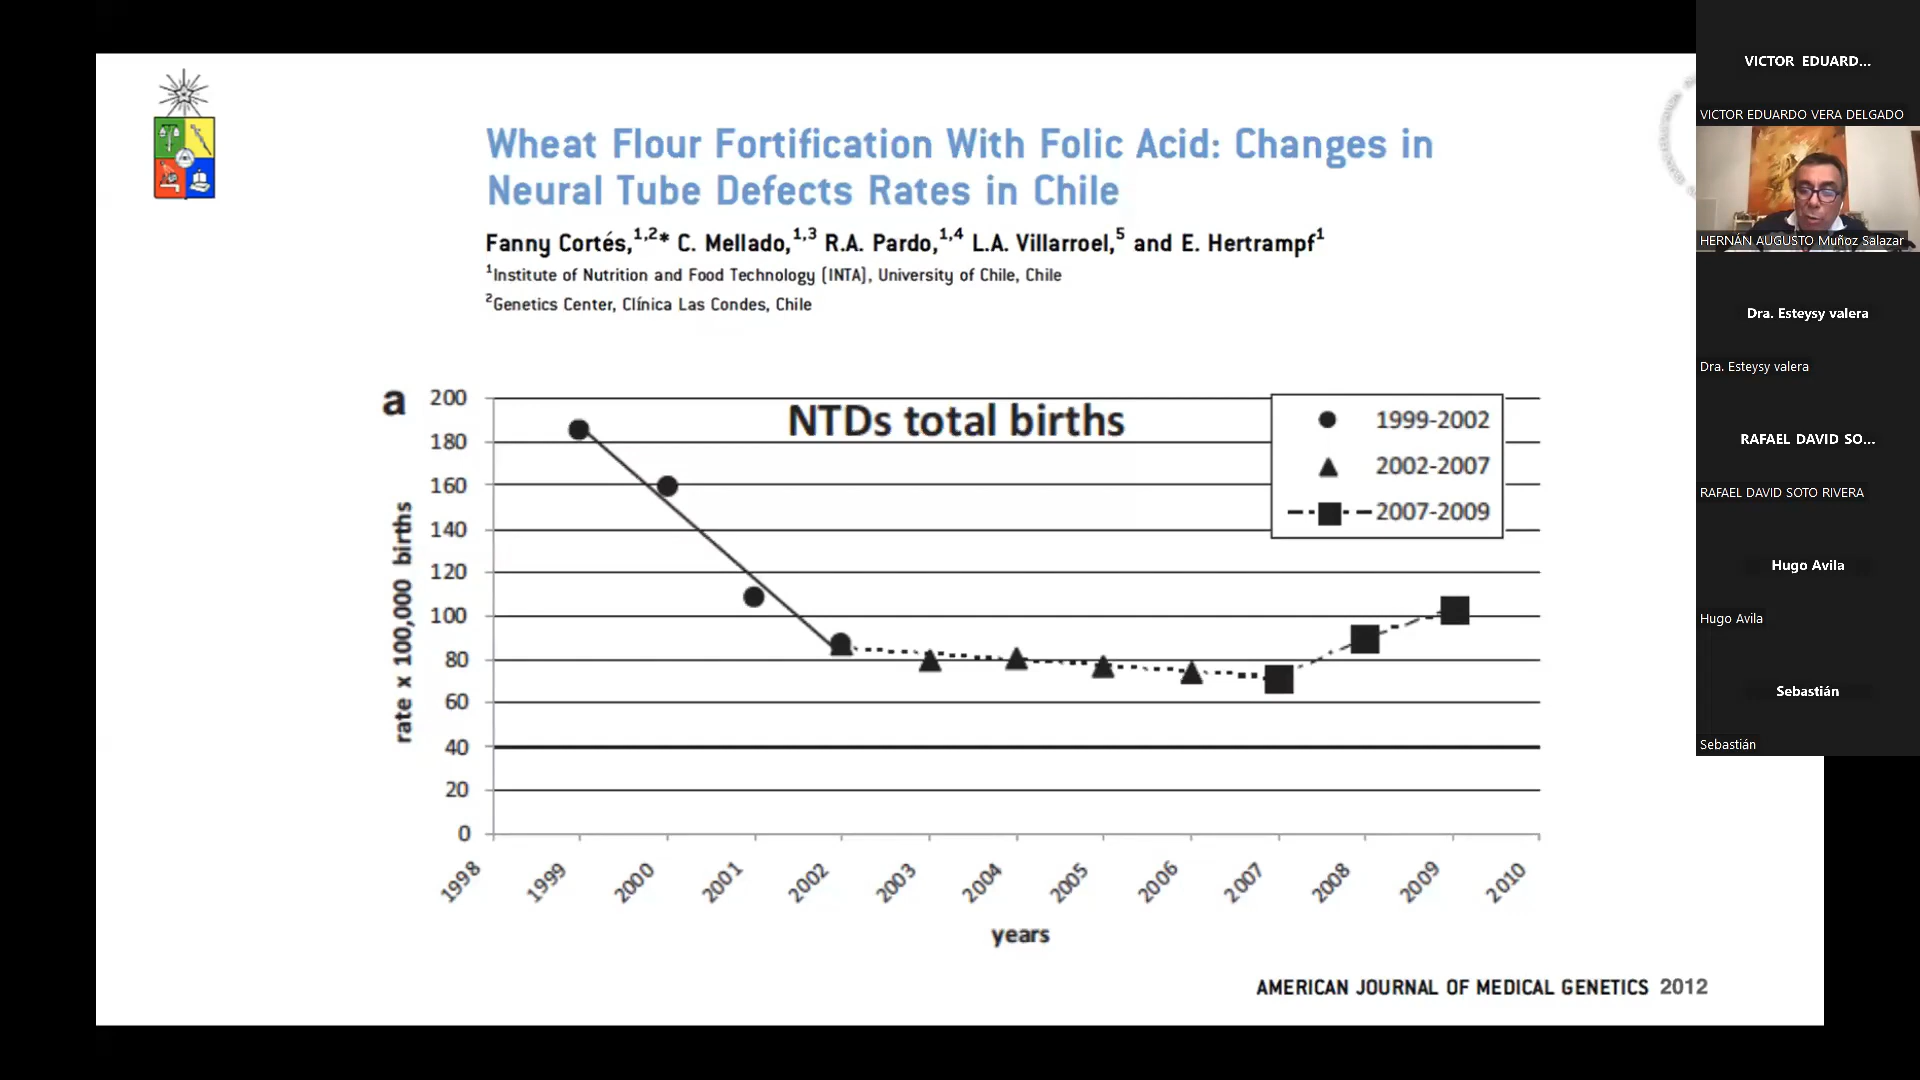 Wheat Flour Fortification With Folic Acid: Changes in
Neural Tube Defects Rates in Chile
Fanny Cortés,1,2* C. Mellado,1,3 R.A. Pardo,1,4 L.A. Villarroel,5 and E. Hertrampf1
1Institute of Nutrition and Food Technology (INTA), University of Chile, Chile
2Genetics Center, Clínica Las Condes, Chile
a
NTDs total births
1999-2002
2002-2007
2007-2009
200
180
160
140
120
100
80
60
40
20
0
rate x 100,000 births
1998 1999 2000 2001 2002 2003 2004 2005 2006 2007 2008 2009 2010
years
AMERICAN JOURNAL OF MEDICAL GENETICS 2012
VICTOR EDUARD...
VICTOR EDUARDO VERA DELGADO
HERNÁN AUGUSTO Muñoz Salazar
Dra. Esteysy valera
Dra. Esteysy valera
RAFAEL DAVID SO...
RAFAEL DAVID SOTO RIVERA
Hugo Avila
Hugo Avila
Sebastián
Sebastián